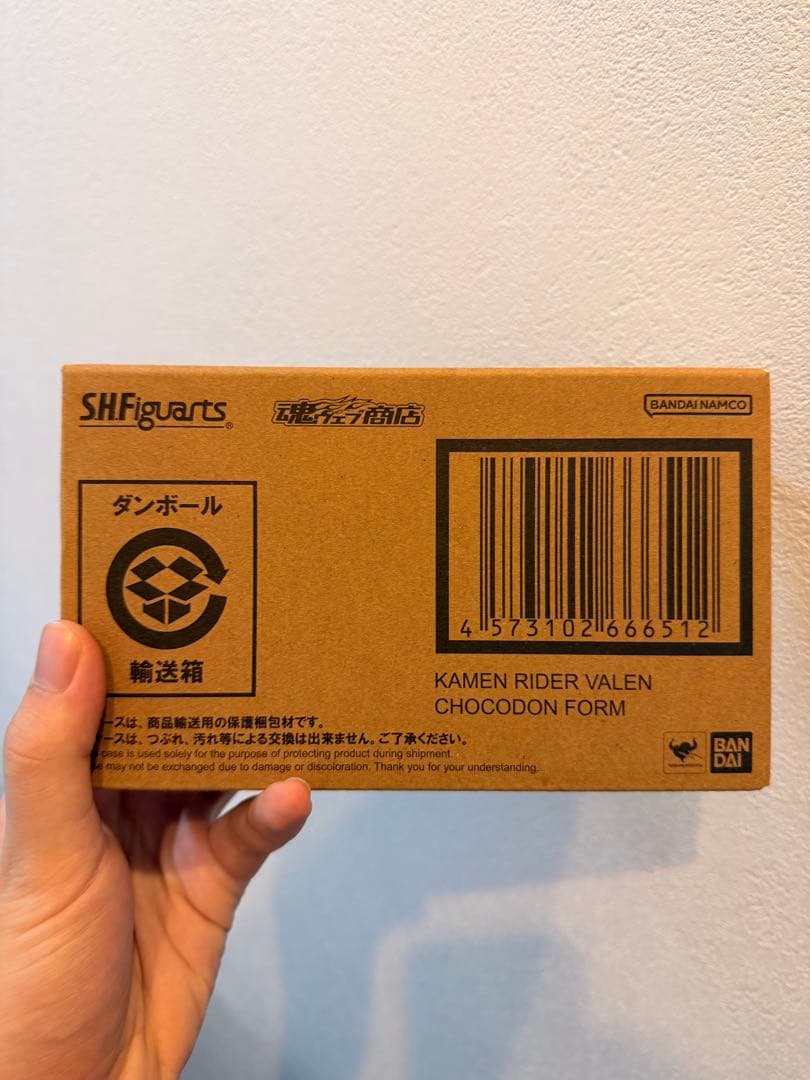 S.H.Figuarts®
魂ウェブ商店
BANDAI NAMCO
ダンボール
輸送箱
4 573102 666512
KAMEN RIDER VALEN
CHOCODON FORM
ースは、商品輸送用の保護梱包材です。
ースは、つぶれ、汚れ等による交換は出来ません。ご了承ください。
case is used solely for the purpose of protecting product during shipment.
may not be exchanged due to damage or discoloration. Thank you for your understanding.
BAN
DAI